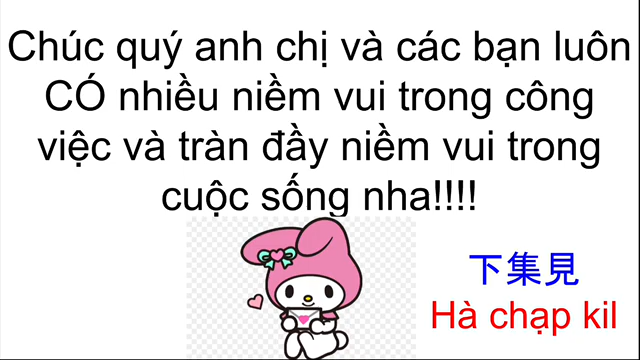 Chúc quý anh chị và các bạn luôn
CÓ nhiều niềm vui trong công
việc và tràn đầy niềm vui trong
cuộc sống nha!!!!
下集見
Hà chạp kil